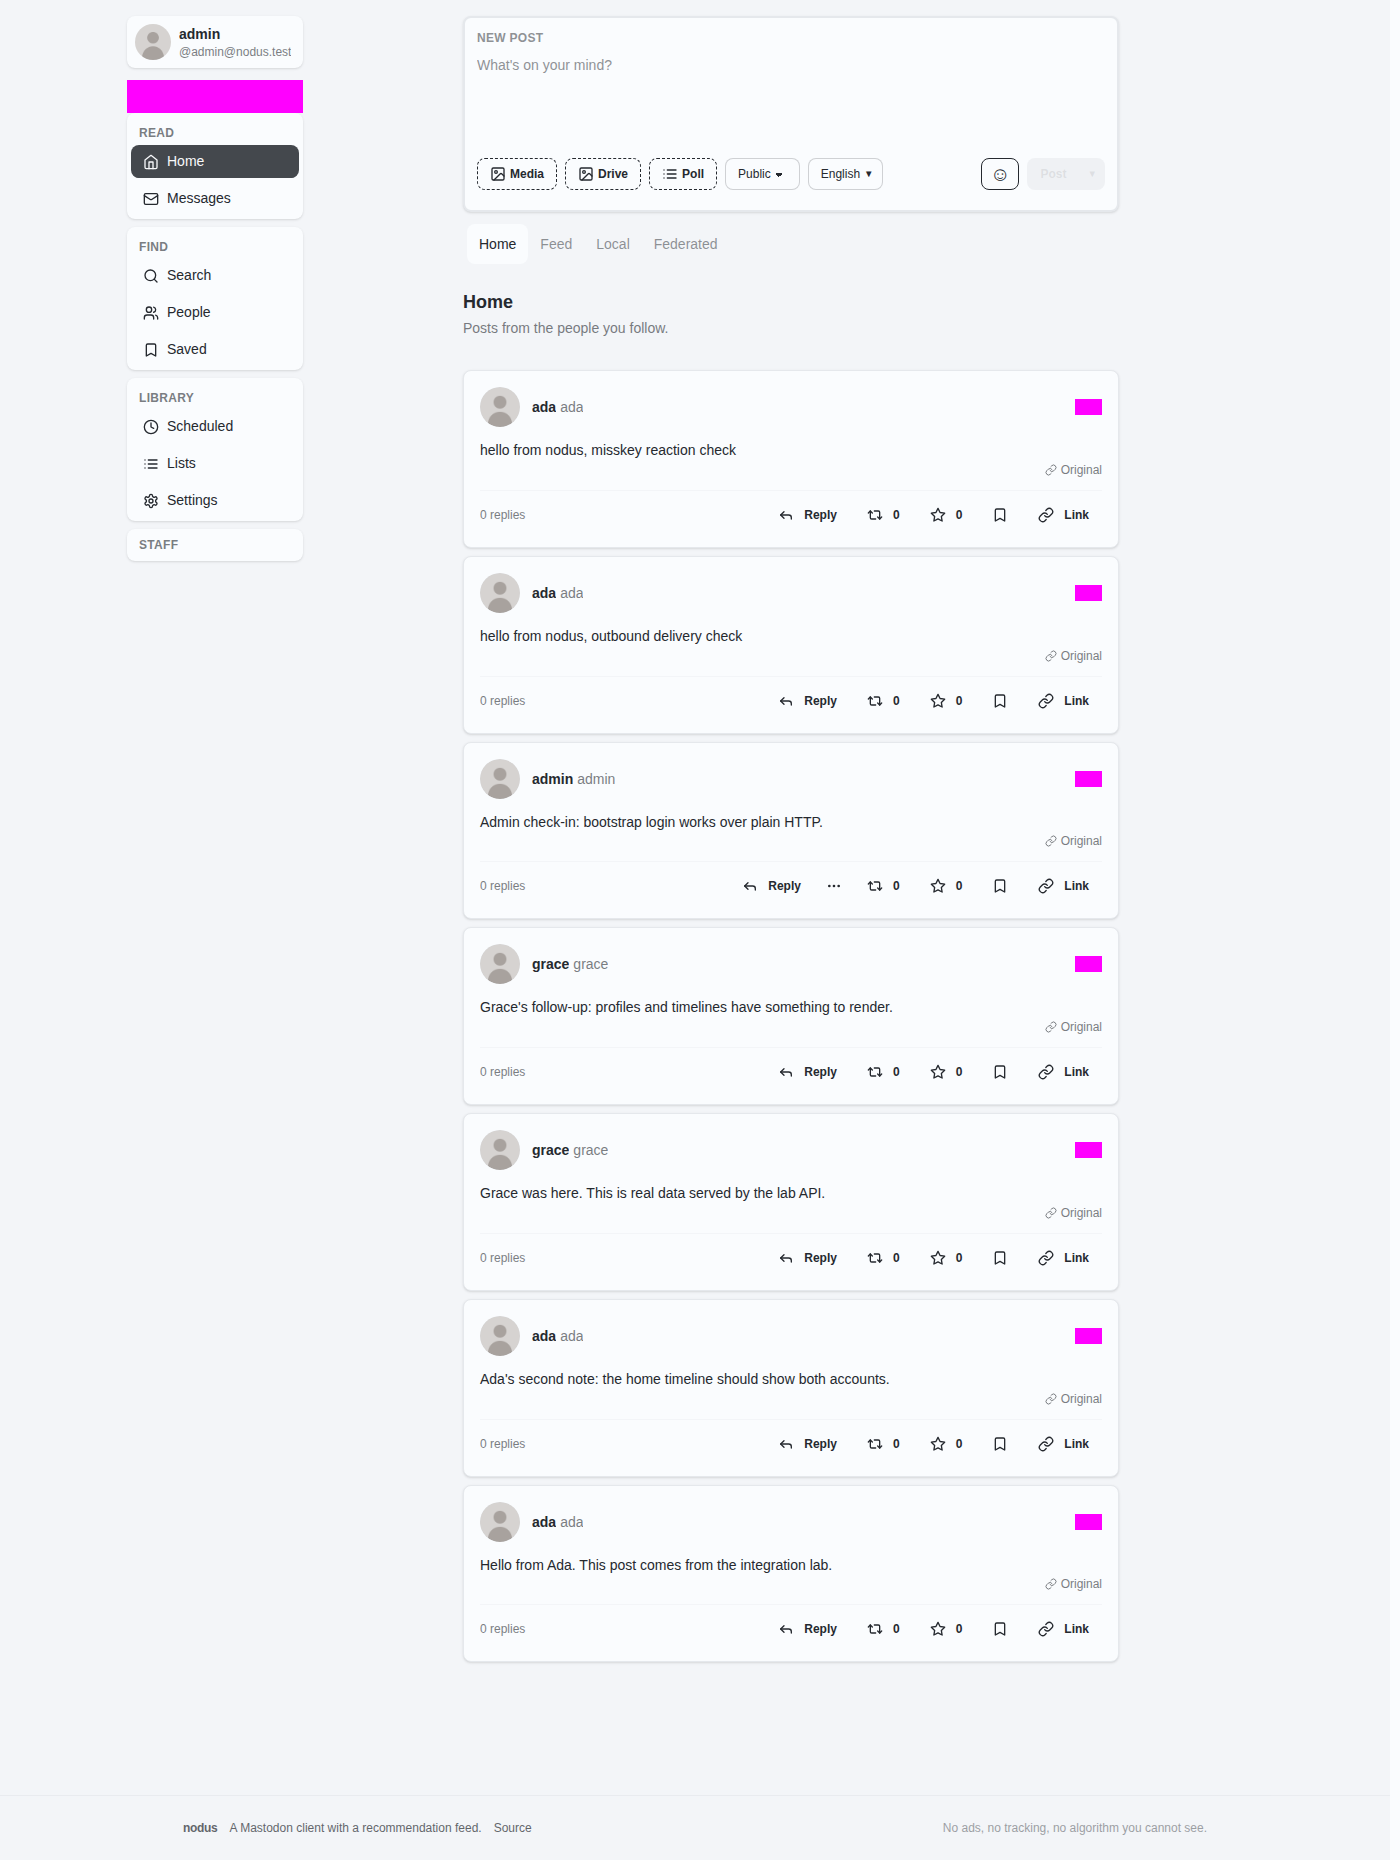 admin
@admin@nodus.test
READ
Home
Messages
FIND
Search
People
Saved
LIBRARY
Scheduled
Lists
Settings
STAFF
NEW POST
What's on your mind?
Media Drive Poll Public English Post
Home Feed Local Federated
Home
Posts from the people you follow.
ada ada
hello from nodus, misskey reaction check
Original
0 replies Reply 0 0 Link
ada ada
hello from nodus, outbound delivery check
Original
0 replies Reply 0 0 Link
admin admin
Admin check-in: bootstrap login works over plain HTTP.
Original
0 replies Reply 0 0 Link
grace grace
Grace's follow-up: profiles and timelines have something to render.
Original
0 replies Reply 0 0 Link
grace grace
Grace was here. This is real data served by the lab API.
Original
0 replies Reply 0 0 Link
ada ada
Ada's second note: the home timeline should show both accounts.
Original
0 replies Reply 0 0 Link
ada ada
Hello from Ada. This post comes from the integration lab.
Original
0 replies Reply 0 0 Link
nodus A Mastodon client with a recommendation feed. Source
No ads, no tracking, no algorithm you cannot see.